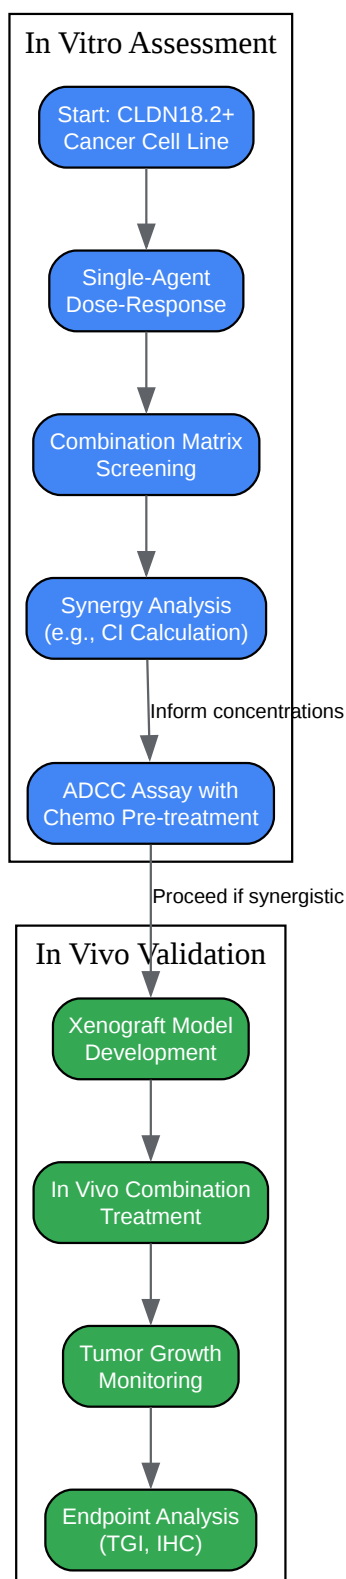 In Vitro Assessment
Start: CLDN18.2+
Cancer Cell Line
Single-Agent
Dose-Response
Combination Matrix
Screening
Synergy Analysis
(e.g., CI Calculation)
Inform concentrations
ADCC Assay with
Chemo Pre-treatment
Proceed if synergistic
In Vivo Validation
Xenograft Model
Development
In Vivo Combination
Treatment
Tumor Growth
Monitoring
Endpoint Analysis
(TGI, IHC)